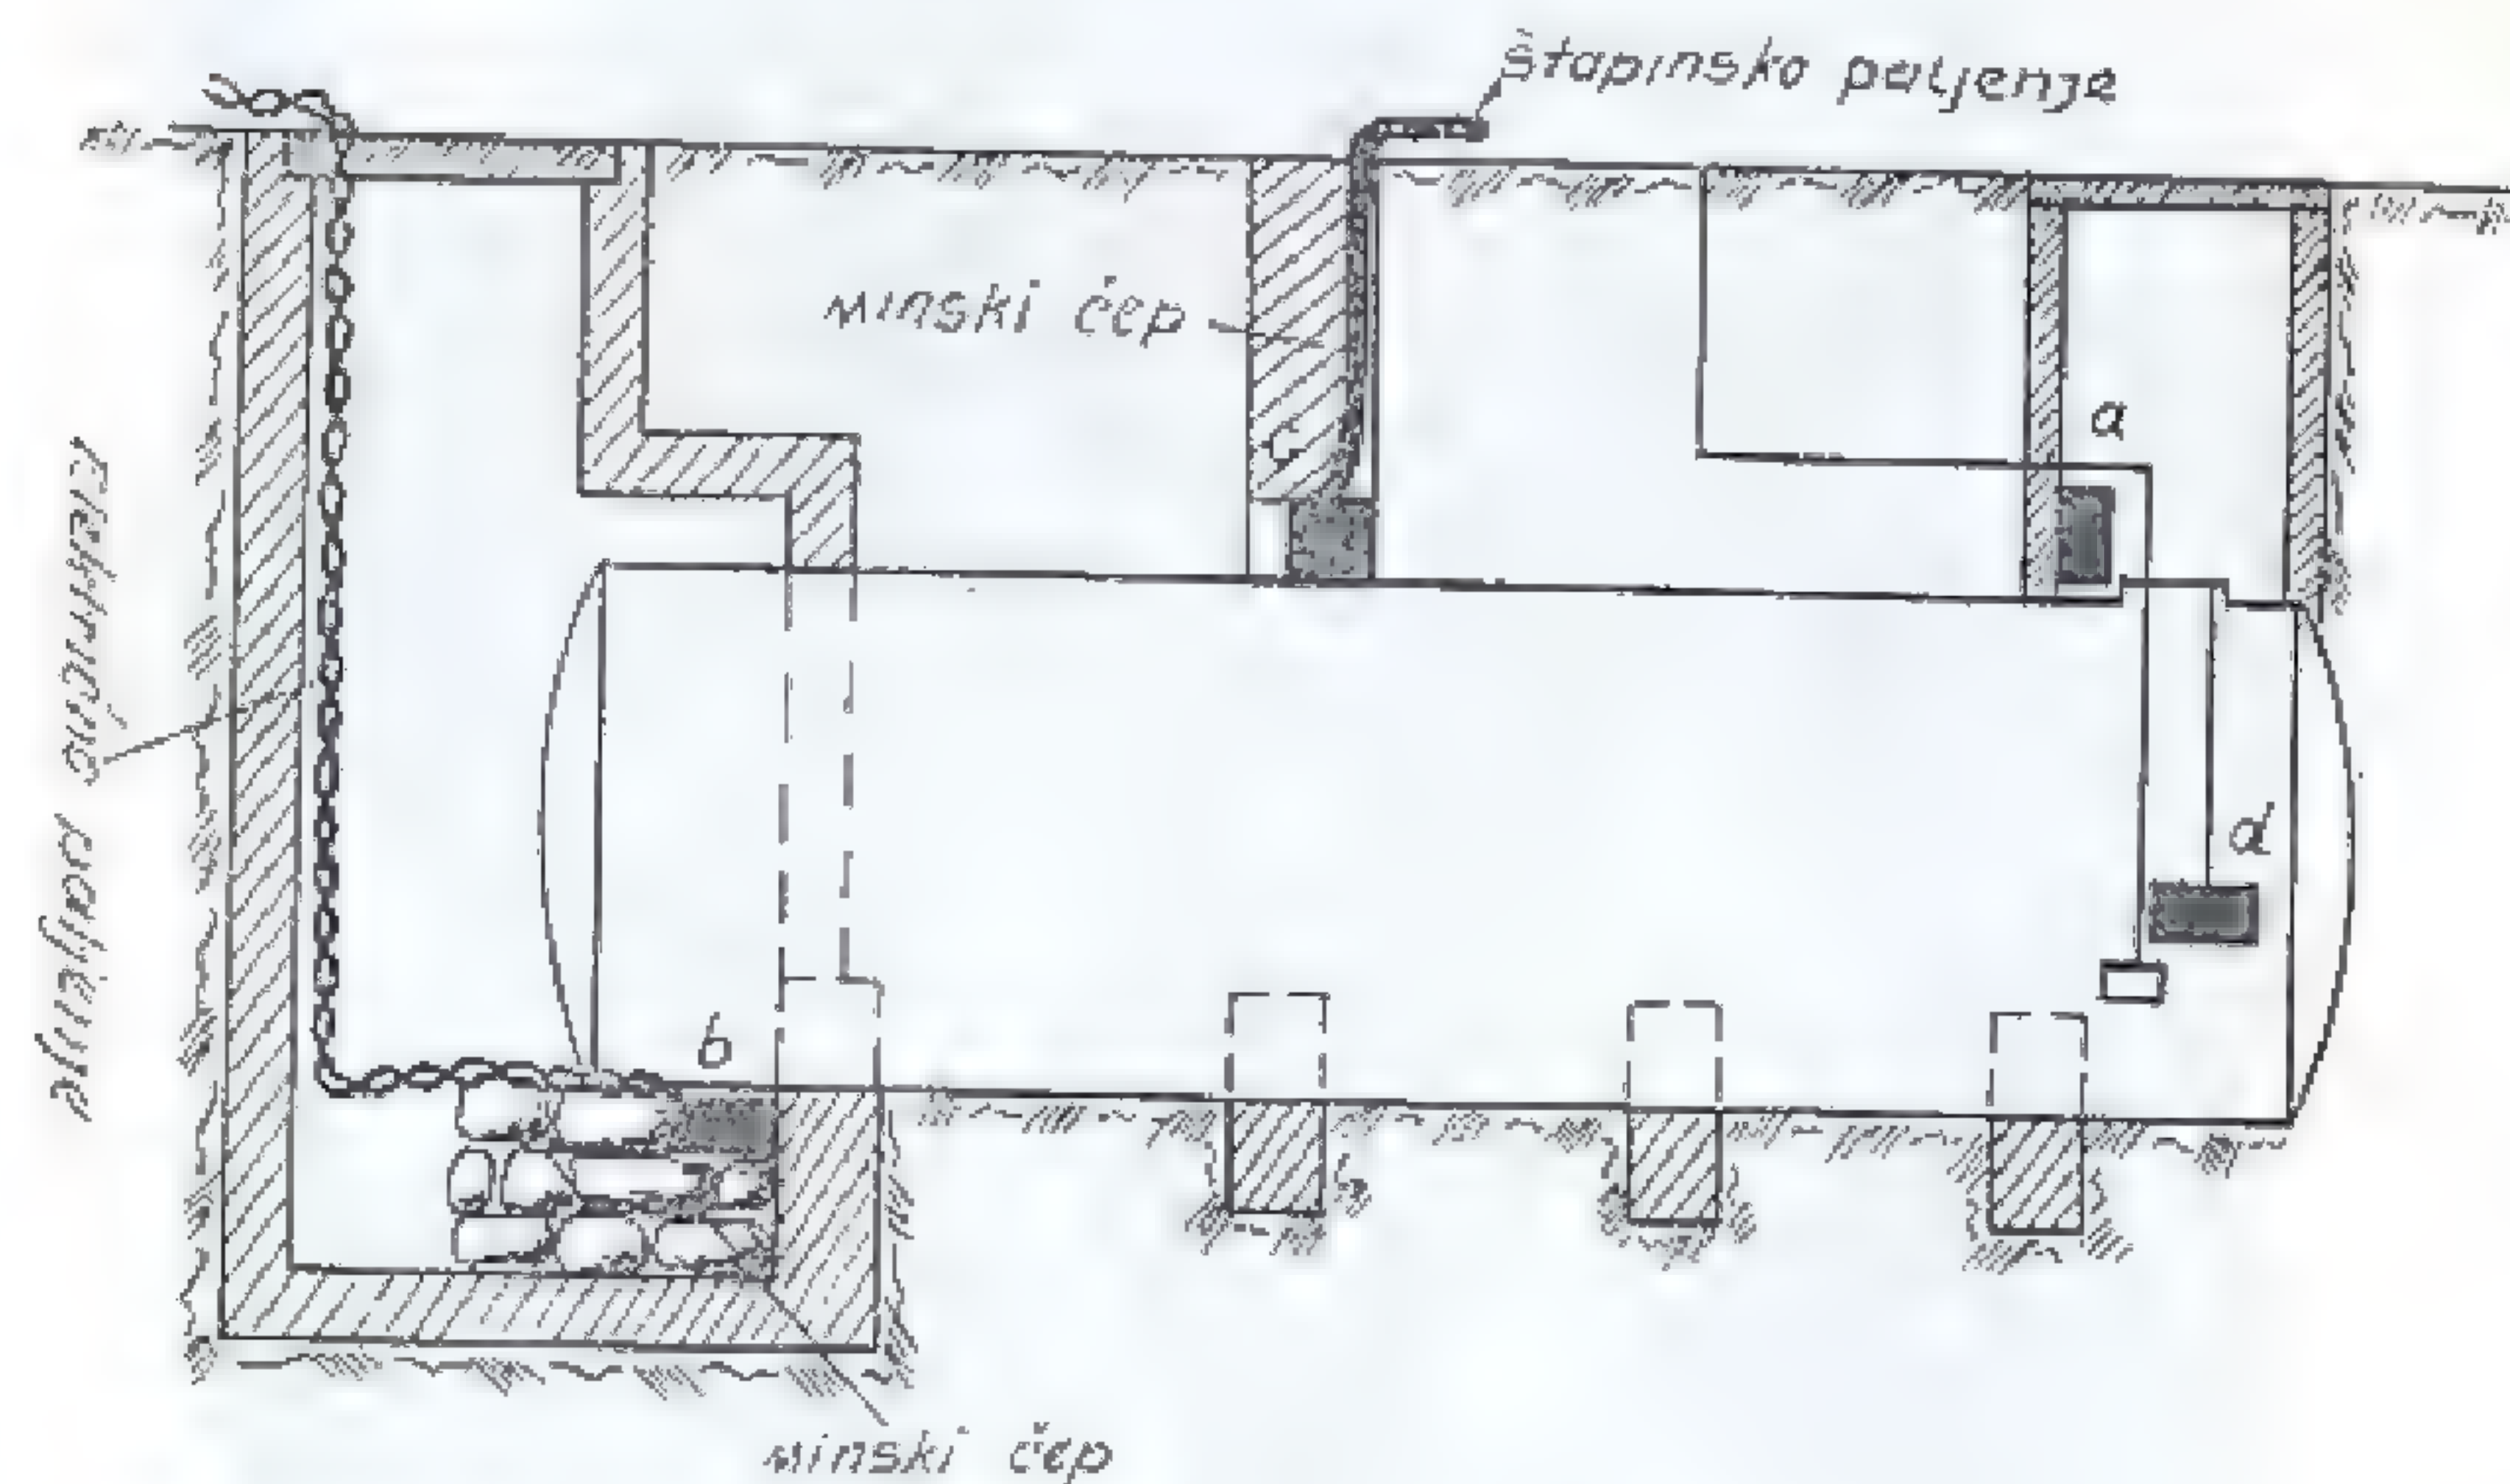 štapinsko paljenje
minski čep
c
a
Električno paljenje
d
b
minski čep